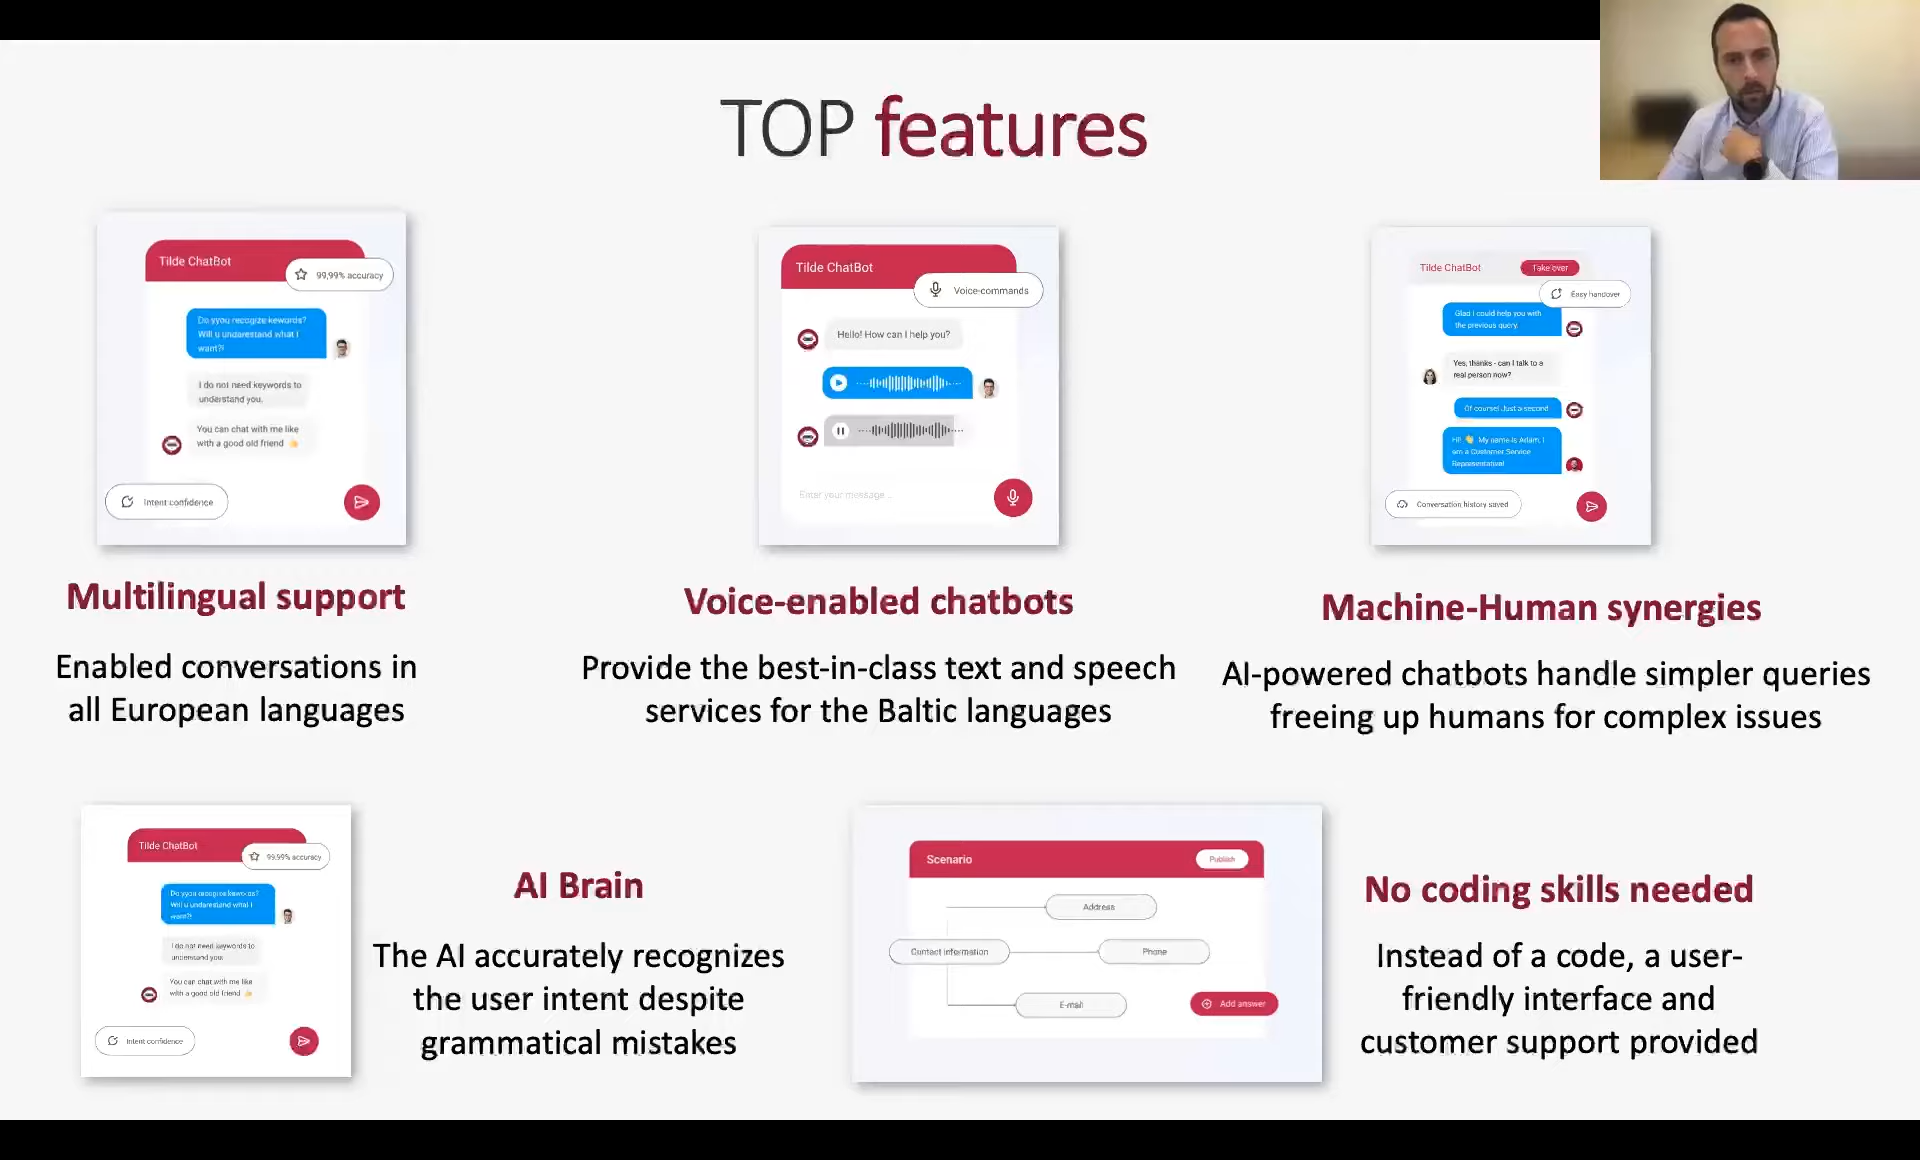 TOP features
Tilde ChatBot
99,99% accuracy
Do yyou recogize kewords?
Will u underestand what I
want?!
I do not need keywords to
understand you.
You can chat with me like
with a good old friend 👍
Intent confidence
Multilingual support
Enabled conversations in
all European languages
Tilde ChatBot
Voice-commands
Hello! How can I help you?
Enter your message...
Voice-enabled chatbots
Provide the best-in-class text and speech
services for the Baltic languages
Tilde ChatBot
Take over
Easy handover
Glad I could help you with
the previous query.
Yes, thanks - can I talk to a
real person now?
Of course! Just a second
Hi! 👋 My name is Adam, I
am a Customer Service
Representative!
Conversation history saved
Machine-Human synergies
AI-powered chatbots handle simpler queries
freeing up humans for complex issues
Tilde ChatBot
99,99% accuracy
Do yyou recogize kewords?
Will u underestand what I
want?!
I do not need keywords to
understand you.
You can chat with me like
with a good old friend 👍
Intent confidence
AI Brain
The AI accurately recognizes
the user intent despite
grammatical mistakes
Scenario
Publish
Address
Contact information
Phone
E-mail
Add answer
No coding skills needed
Instead of a code, a user-
friendly interface and
customer support provided